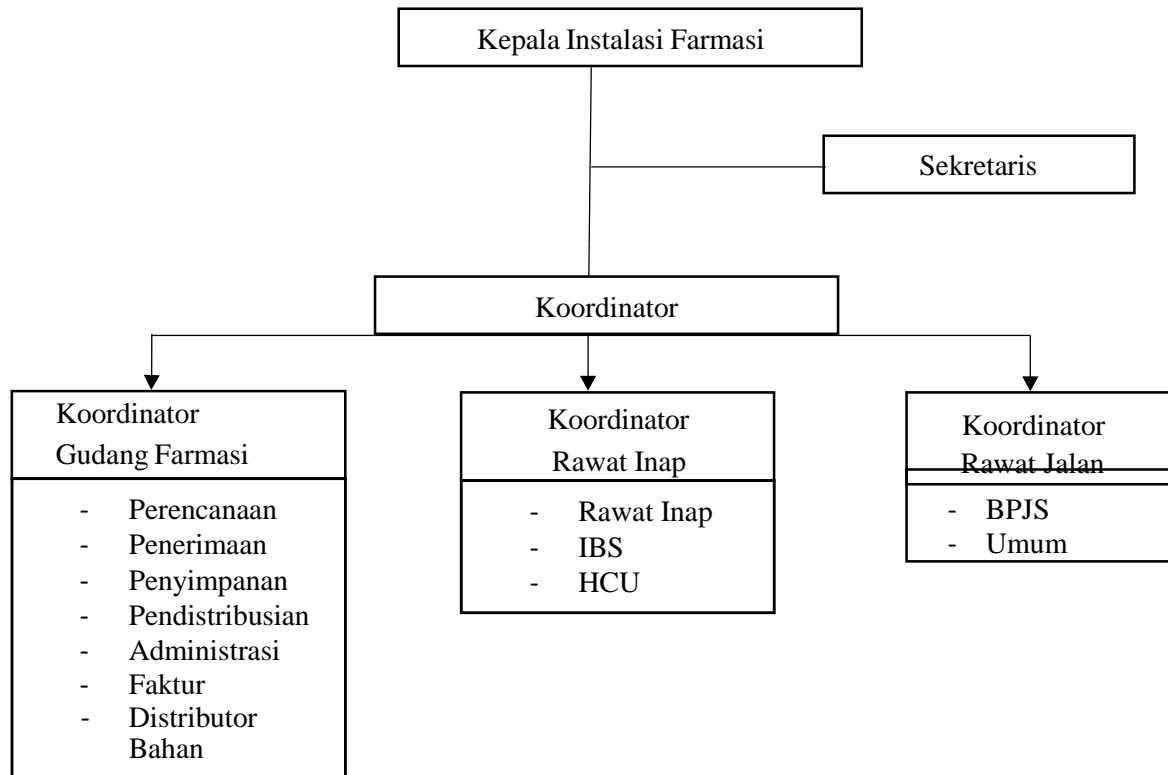 Kepala Instalasi Farmasi
Sekretaris
Koordinator
Koordinator
Gudang Farmasi
- Perencanaan
- Penerimaan
- Penyimpanan
- Pendistribusian
- Administrasi
- Faktur
- Distributor
Bahan
Koordinator
Rawat Inap
- Rawat Inap
- IBS
- HCU
Koordinator
Rawat Jalan
- BPJS
- Umum